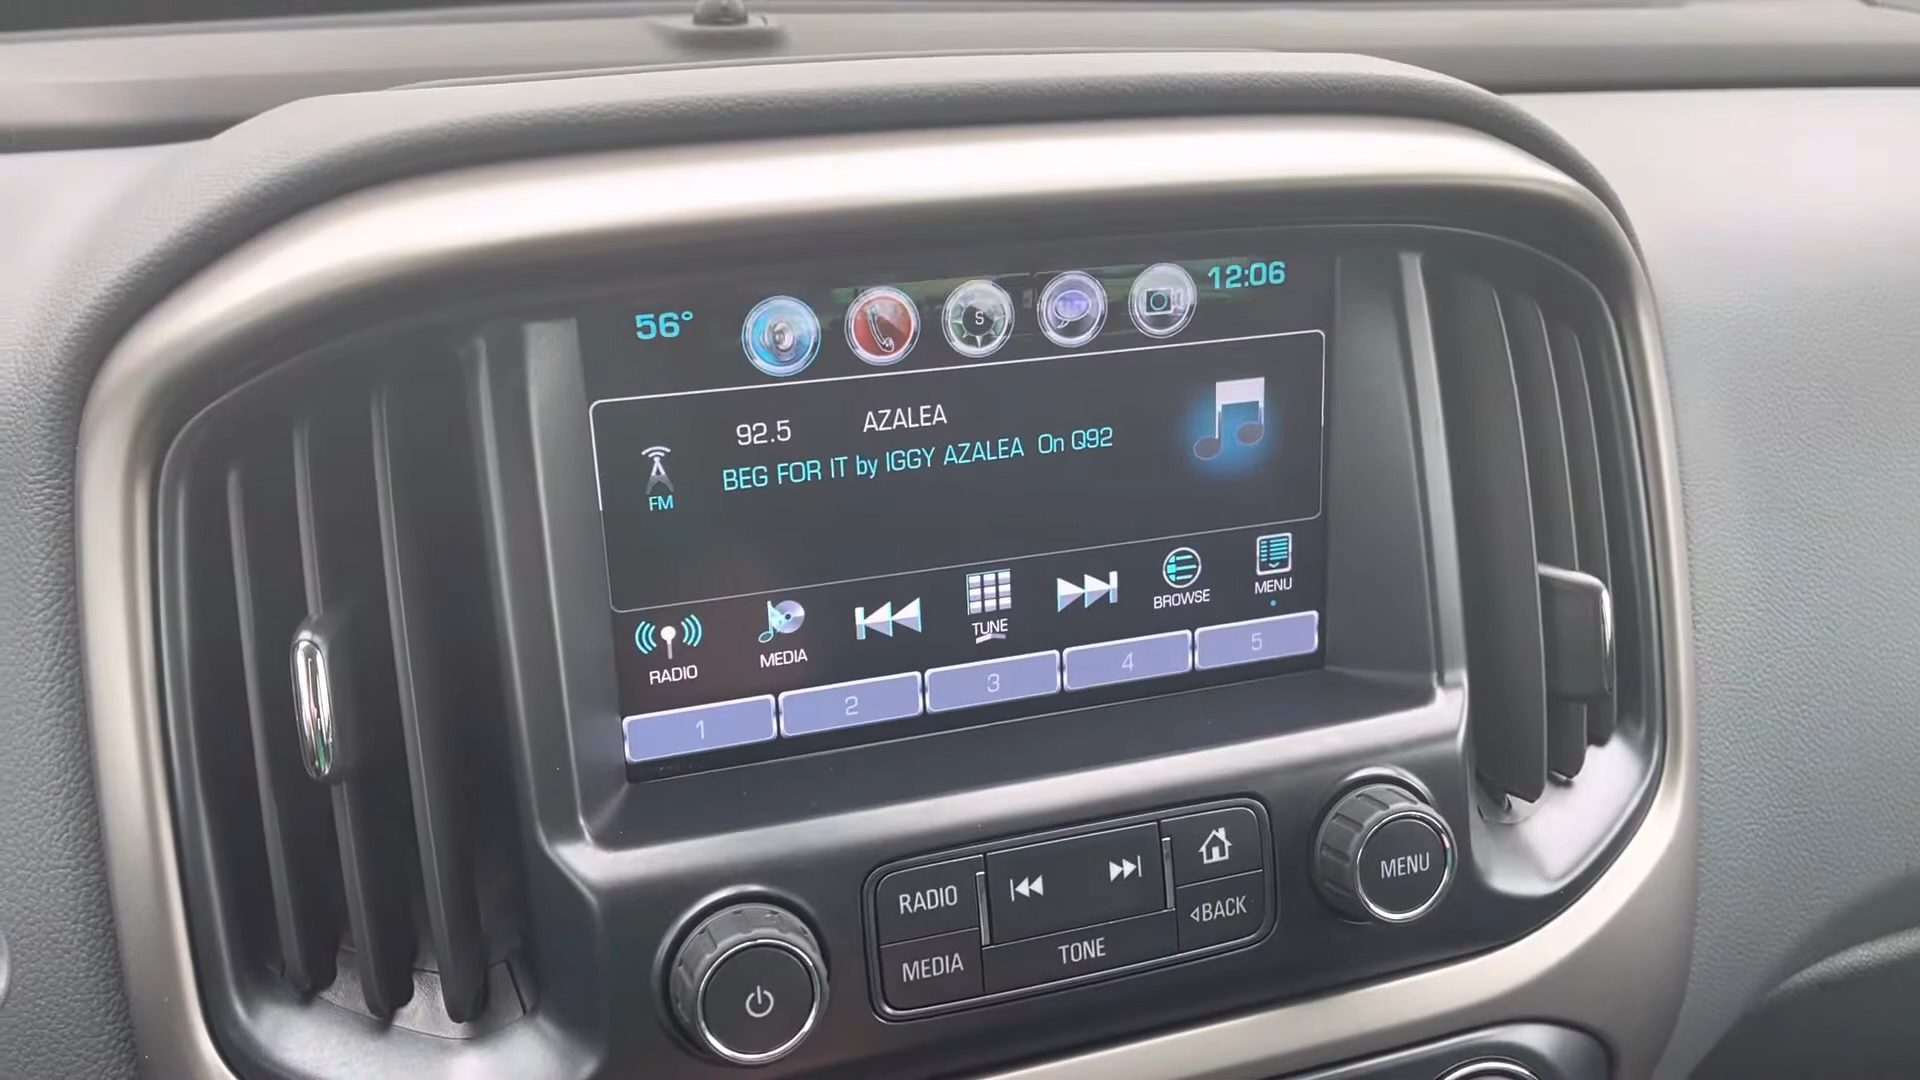 56°
S
12:06
92.5
AZALEA
BEG FOR IT by IGGY AZALEA On Q92
FM
RADIO
MEDIA
TUNE
BROWSE
MENU
1
2
3
4
5
RADIO
MEDIA
TONE
BACK
MENU